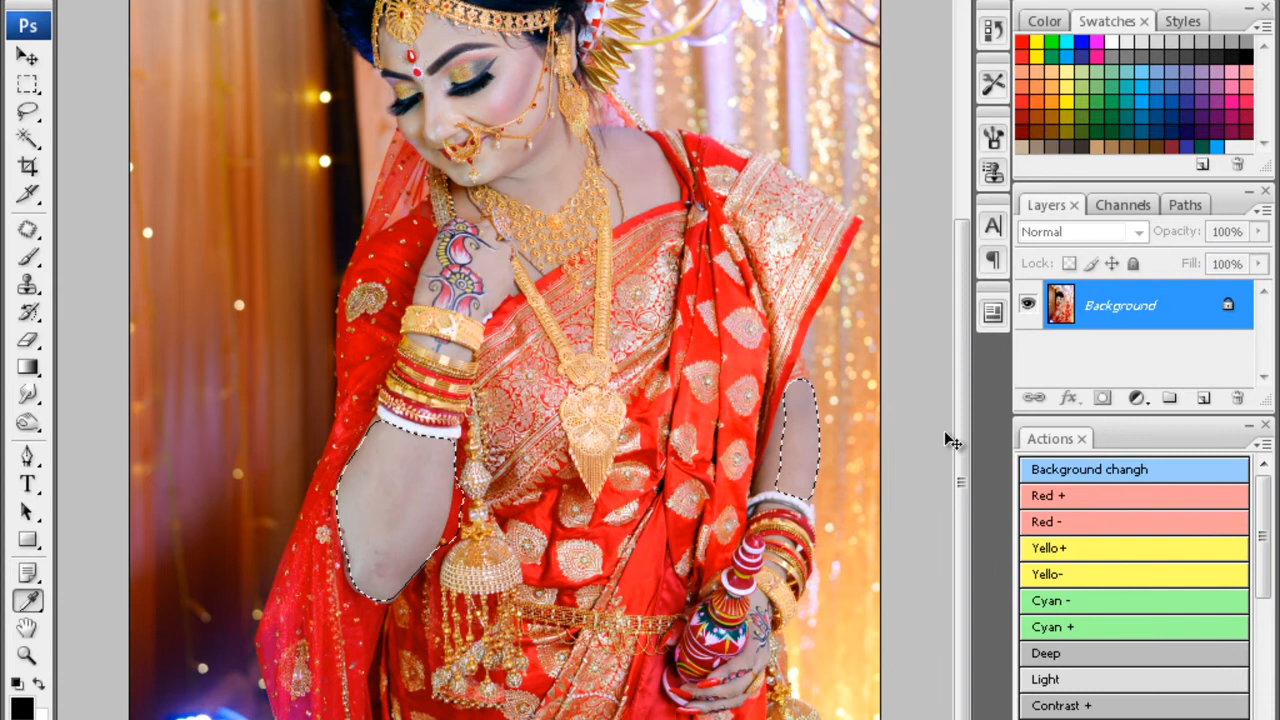 Ps
Color Swatches × Styles
Layers × Channels Paths
Normal Opacity: 100%
Lock: Fill: 100%
Background
Actions ×
Background changh
Red +
Red -
Yello+
Yello-
Cyan -
Cyan +
Deep
Light
Contrast +
T
A